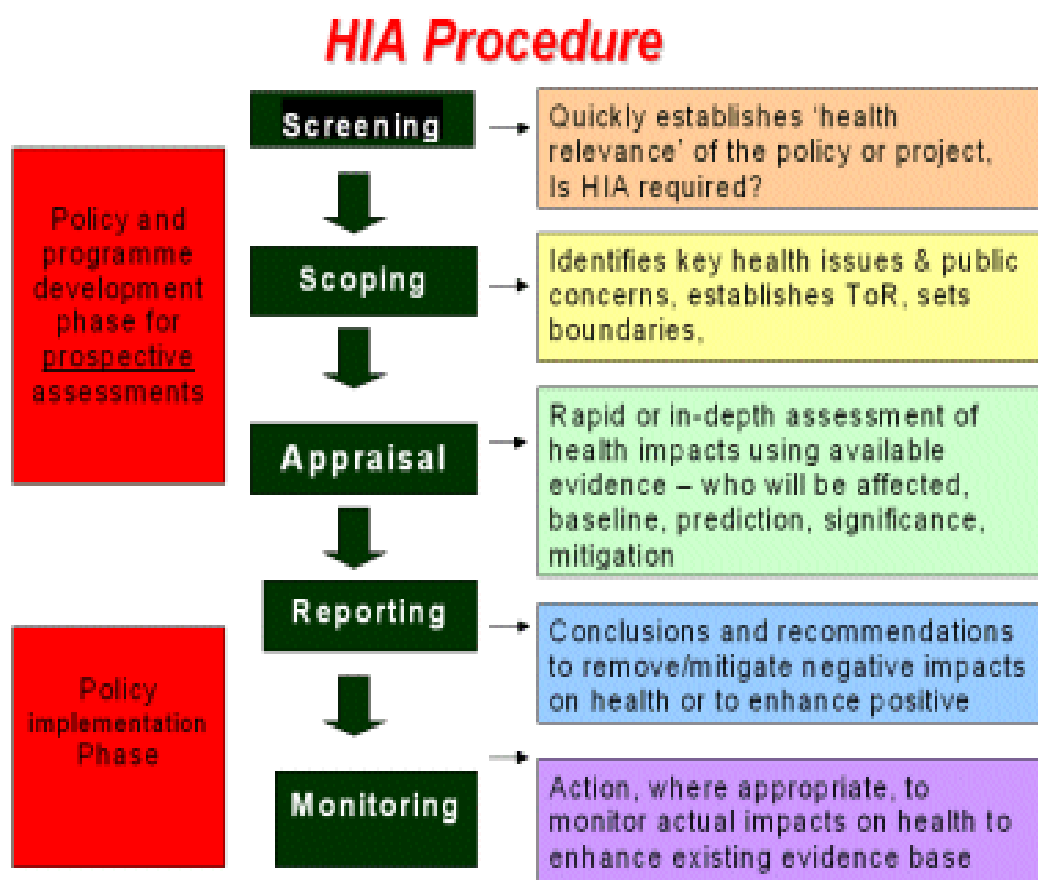 HIA Procedure
Screening
Quickly establishes ‘health
relevance’ of the policy or project,
Is HIA required?
Policy and
programme
development
phase for
prospective
assessments
Scoping
Identifies key health issues & public
concerns, establishes ToR, sets
boundaries,
Appraisal
Rapid or in-depth assessment of
health impacts using available
evidence – who will be affected,
baseline, prediction, significance,
mitigation
Reporting
Conclusions and recommendations
to remove/mitigate negative impacts
on health or to enhance positive
Policy
implementation
Phase
Monitoring
Action, where appropriate, to
monitor actual impacts on health to
enhance existing evidence base